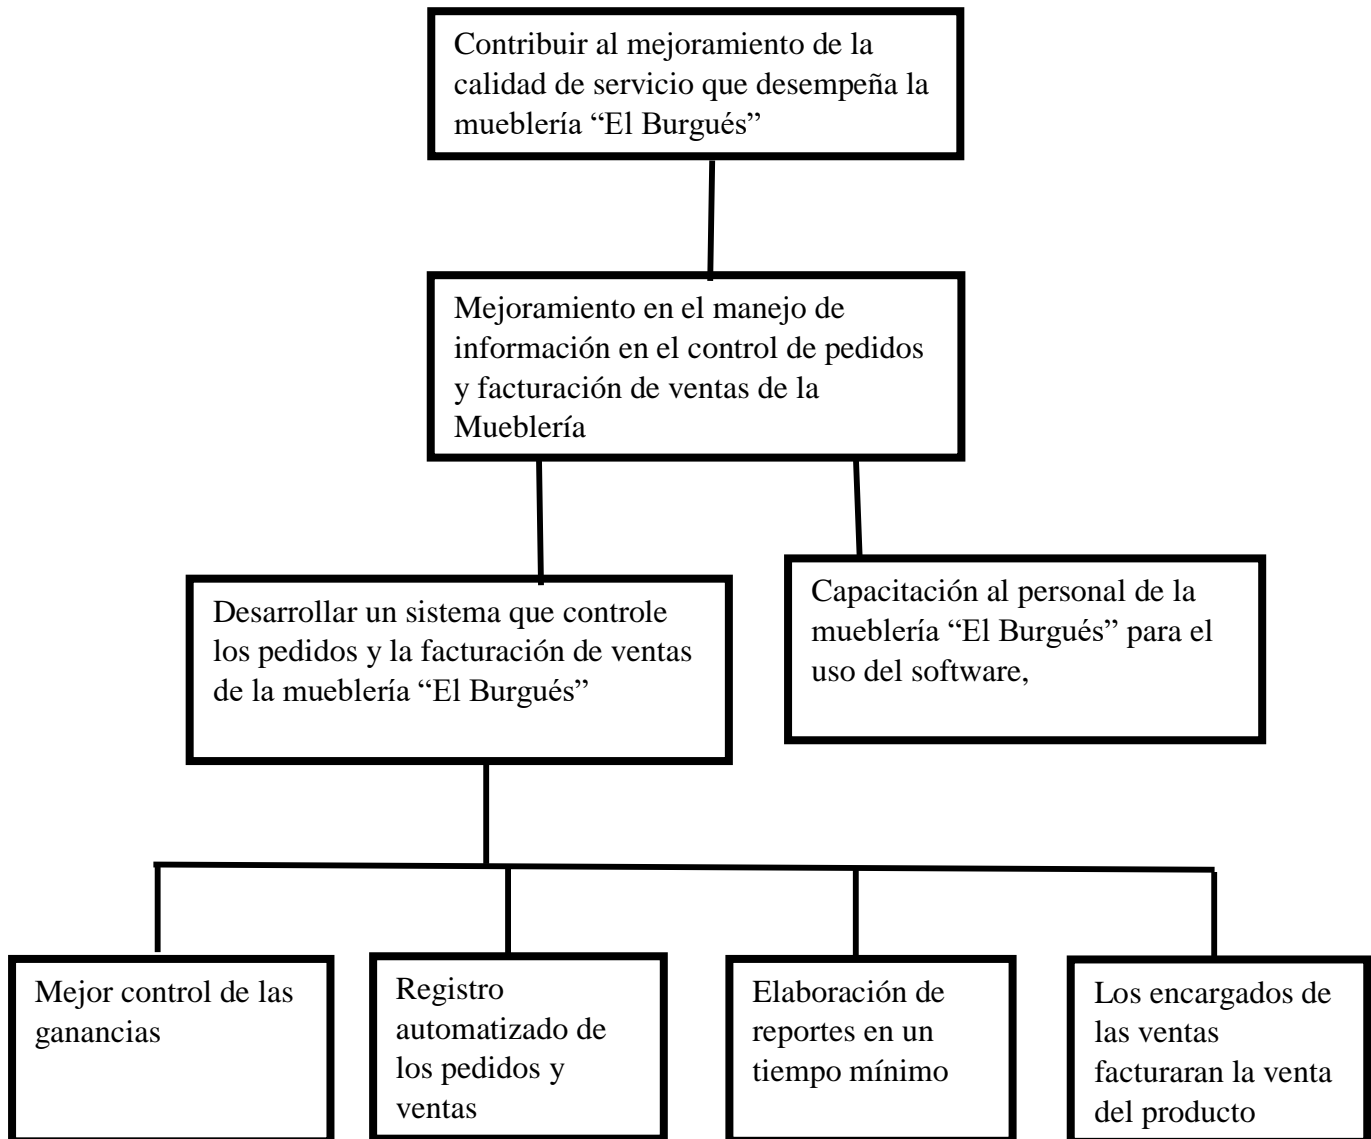 Contribuir al mejoramiento de la
calidad de servicio que desempeña la
mueblería “El Burgués”
Mejoramiento en el manejo de
información en el control de pedidos
y facturación de ventas de la
Mueblería
Desarrollar un sistema que controle
los pedidos y la facturación de ventas
de la mueblería “El Burgués”
Capacitación al personal de la
mueblería “El Burgués” para el
uso del software,
Mejor control de las
ganancias
Registro
automatizado de
los pedidos y
ventas
Elaboración de
reportes en un
tiempo mínimo
Los encargados de
las ventas
facturaran la venta
del producto